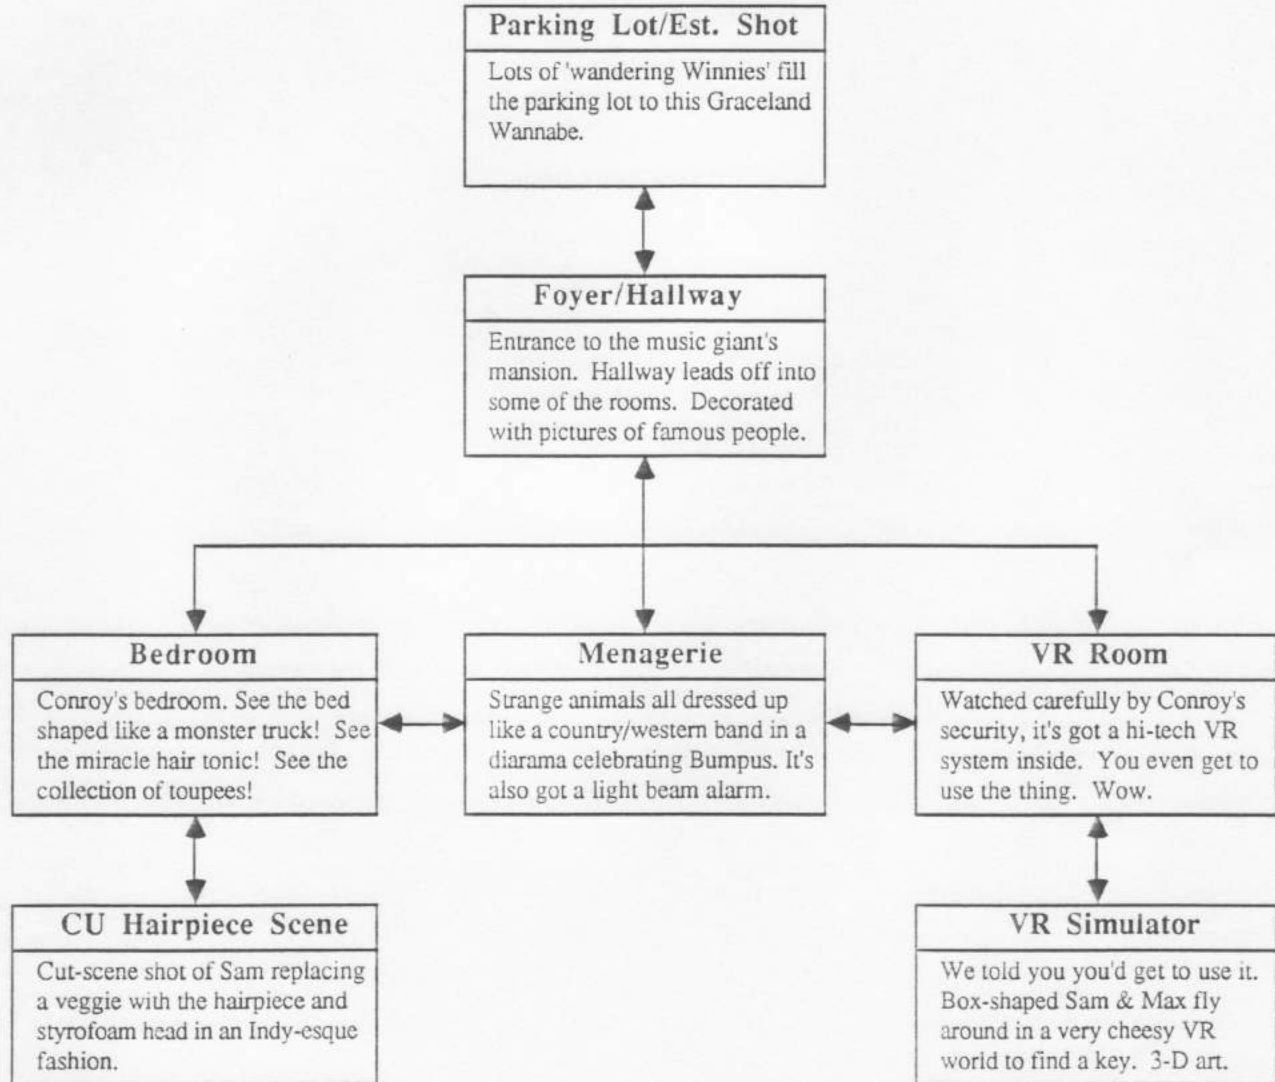 Parking Lot/Est. Shot
Lots of 'wandering Winnies' fill
the parking lot to this Graceland
Wannabe.
Foyer/Hallway
Entrance to the music giant's
mansion. Hallway leads off into
some of the rooms. Decorated
with pictures of famous people.
Bedroom
Conroy's bedroom. See the bed
shaped like a monster truck! See
the miracle hair tonic! See the
collection of toupees!
Menagerie
Strange animals all dressed up
like a country/western band in a
diarama celebrating Bumpus. It's
also got a light beam alarm.
VR Room
Watched carefully by Conroy's
security, it's got a hi-tech VR
system inside. You even get to
use the thing. Wow.
CU Hairpiece Scene
Cut-scene shot of Sam replacing
a veggie with the hairpiece and
styrofoam head in an Indy-esque
fashion.
VR Simulator
We told you you'd get to use it.
Box-shaped Sam & Max fly
around in a very cheesy VR
world to find a key. 3-D art.